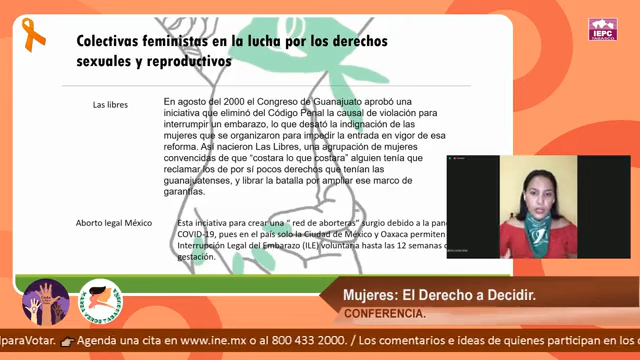 Colectivas feministas en la lucha por los derechos
sexuales y reproductivos
IEPC
TABASCO
Las libres
En agosto del 2000 el Congreso de Guanajuato aprobó una
iniciativa que eliminó del Código Penal la causal de violación para
interrumpir un embarazo, lo que desató la indignación de las
mujeres que se organizaron para impedir la entrada en vigor de esa
reforma. Así nacieron Las Libres, una agrupación de mujeres
convencidas de que “costara lo que costara” alguien tenía que
reclamar los de por sí pocos derechos que tenían las
guanajuatenses, y librar la batalla por ampliar ese marco de
garantías.
Aborto legal México
Esta iniciativa para crear una “ red de aborteras” surgio debido a la pand
COVID-19, pues en el país solo la Ciudad de México y Oaxaca permiten
Interrupción Legal del Embarazo (ILE) voluntaria hasta las 12 semanas d
gestación.
MAREA VERDE TABASCO
Mujeres: El Derecho a Decidir.
CONFERENCIA.
lparaVotar. 👉 Agenda una cita en www.ine.mx o al 800 433 2000. / Los comentarios e ideas de quienes participan en los